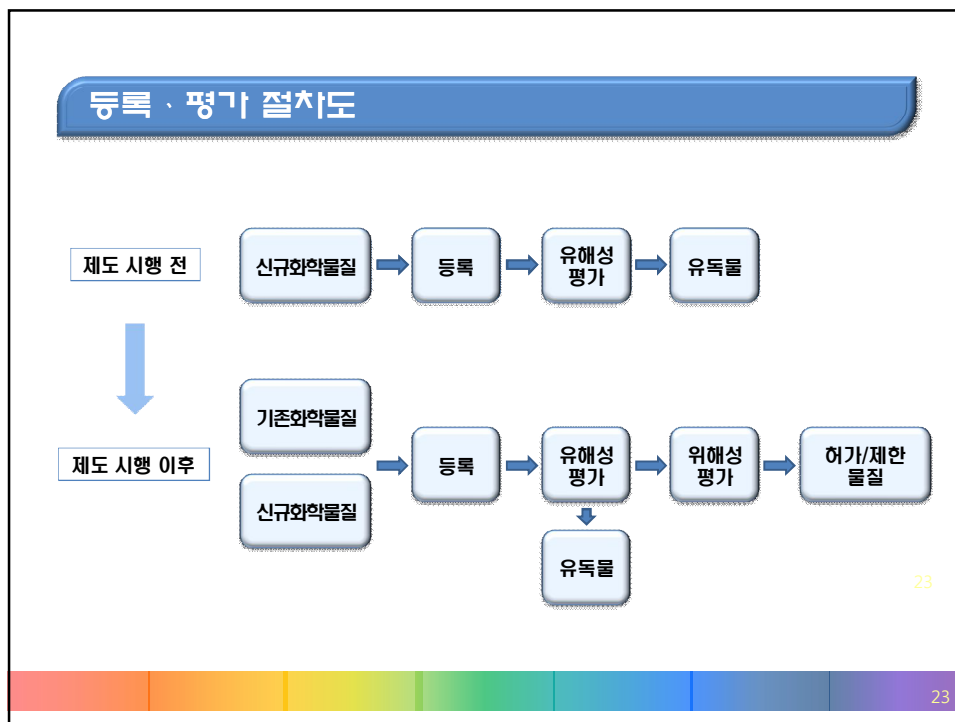 등록 · 평가 절차도
제도 시행 전
신규화학물질
등록
유해성
평가
유독물
제도 시행 이후
기존화학물질
신규화학물질
등록
유해성
평가
위해성
평가
허가/제한
물질
유독물
23
23